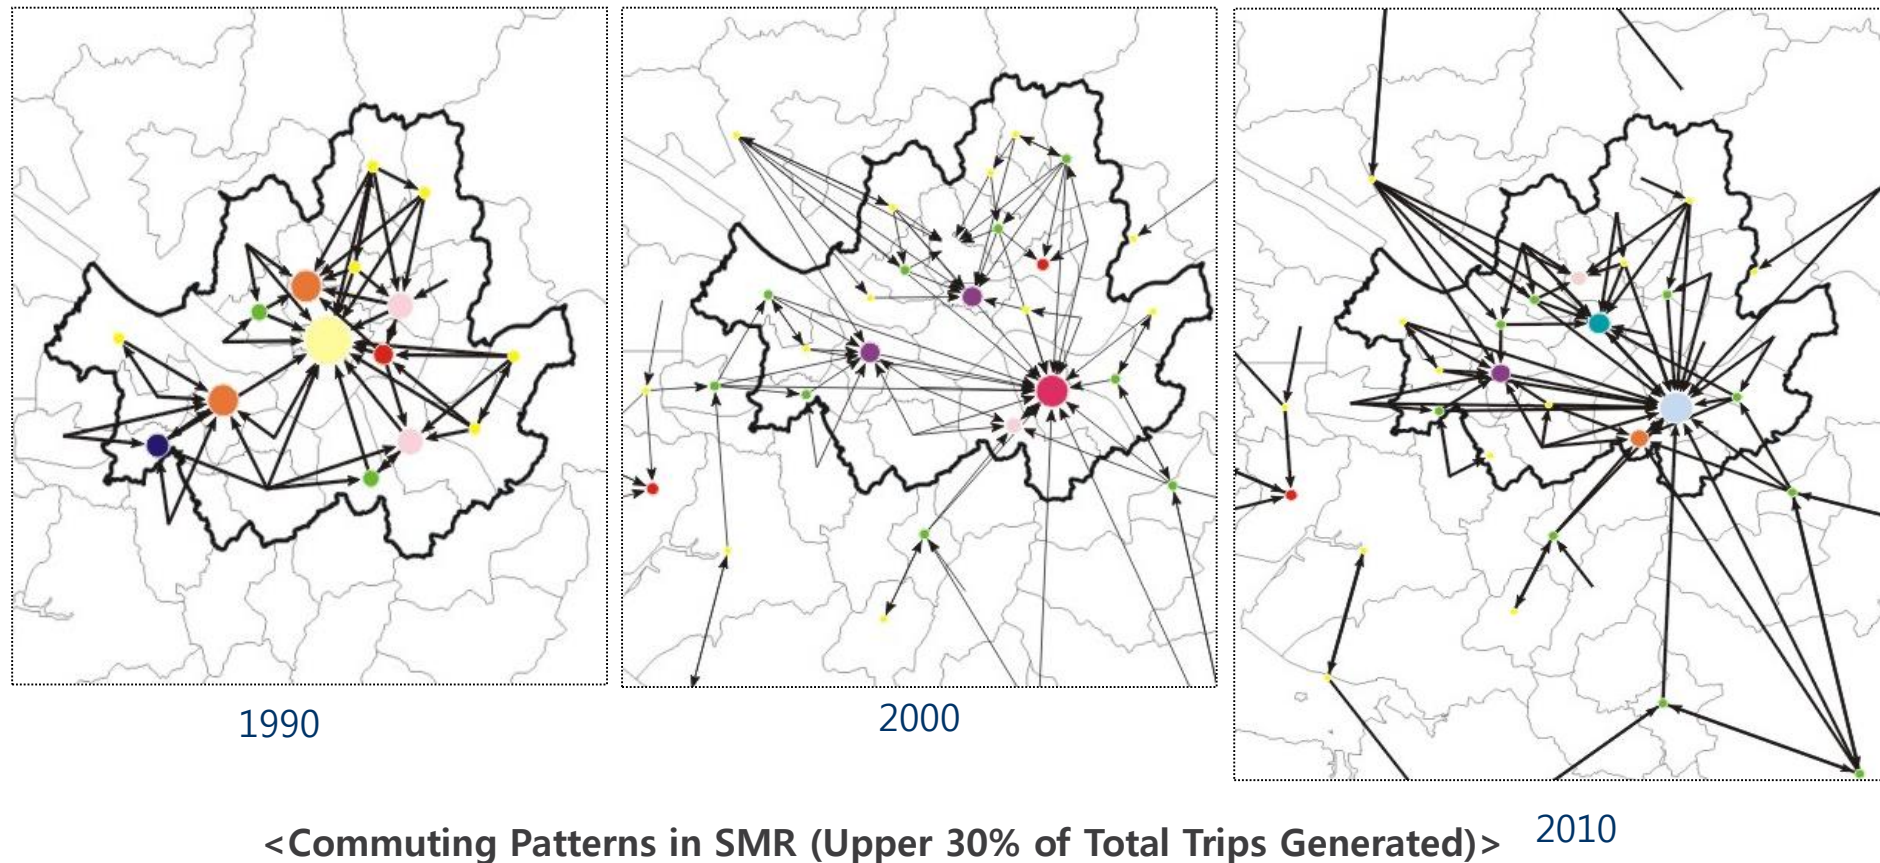 1990
2000
2010
<Commuting Patterns in SMR (Upper 30% of Total Trips Generated)>